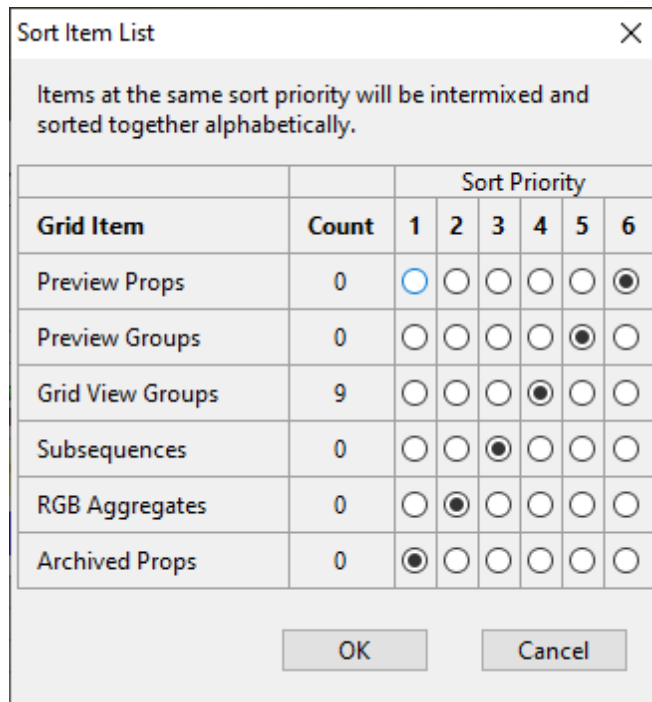 Sort Item List
Items at the same sort priority will be intermixed and
sorted together alphabetically.
Sort Priority
Grid Item Count 1 2 3 4 5 6
Preview Props 0
Preview Groups 0
Grid View Groups 9
Subsequences 0
RGB Aggregates 0
Archived Props 0
OK Cancel